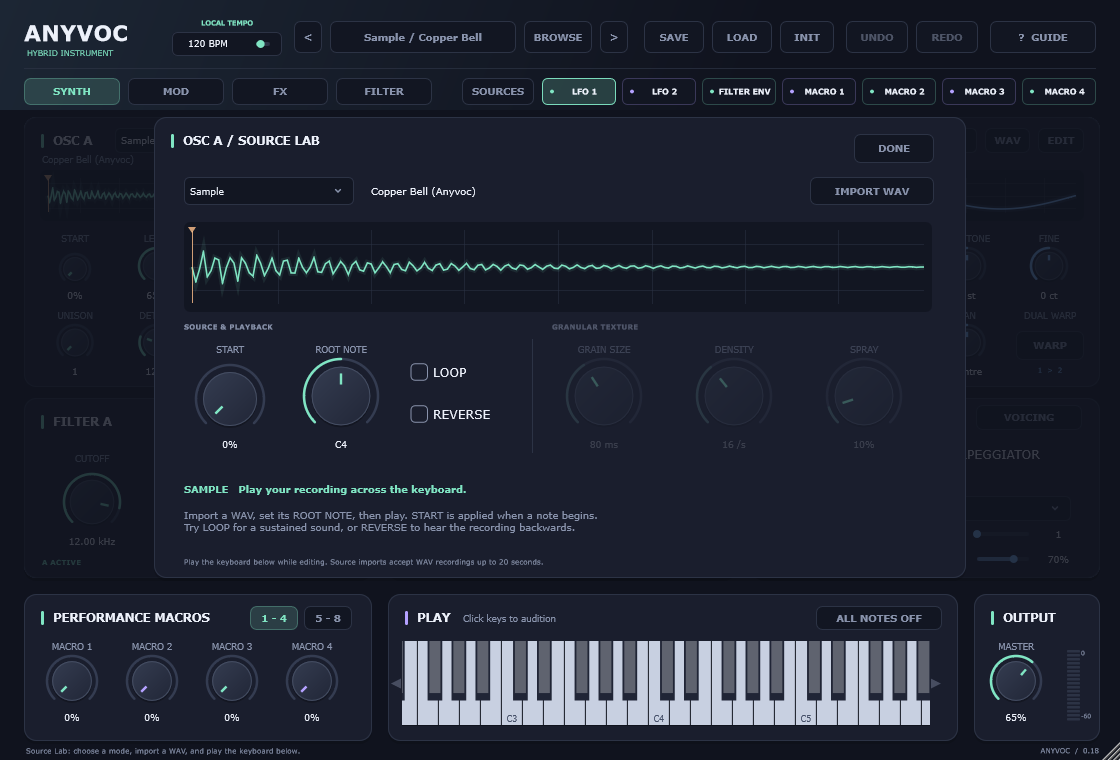 ANYVOC
HYBRID INSTRUMENT
LOCAL TEMPO
120 BPM
<
Sample / Copper Bell
BROWSE
>
SAVE
LOAD
INIT
UNDO
REDO
? GUIDE
SYNTH
MOD
FX
FILTER
SOURCES
LFO 1
LFO 2
FILTER ENV
MACRO 1
MACRO 2
MACRO 3
MACRO 4
OSC A
Sample
Copper Bell (Anyvoc)
START
0%
UNISON
1
FILTER A
CUTOFF
12.00 kHz
A ACTIVE
OSC A / SOURCE LAB
DONE
Sample
Copper Bell (Anyvoc)
IMPORT WAV
SOURCE & PLAYBACK
GRANULAR TEXTURE
START
ROOT NOTE
LOOP
REVERSE
GRAIN SIZE
DENSITY
SPRAY
0%
C4
80 ms
16 /s
10%
SAMPLE Play your recording across the keyboard.
Import a WAV, set its ROOT NOTE, then play. START is applied when a note begins.
Try LOOP for a sustained sound, or REVERSE to hear the recording backwards.
Play the keyboard below while editing. Source imports accept WAV recordings up to 20 seconds.
WAV
EDIT
FINE
st
0 ct
DUAL WARP
WARP
1 > 2
VOICING
1
70%
PERFORMANCE MACROS
1 - 4
5 - 8
MACRO 1
MACRO 2
MACRO 3
MACRO 4
0%
0%
0%
0%
PLAY
Click keys to audition
ALL NOTES OFF
C3
C4
C5
OUTPUT
MASTER
65%
0
-60
Source Lab: choose a mode, import a WAV, and play the keyboard below.
ANYVOC / 0.18